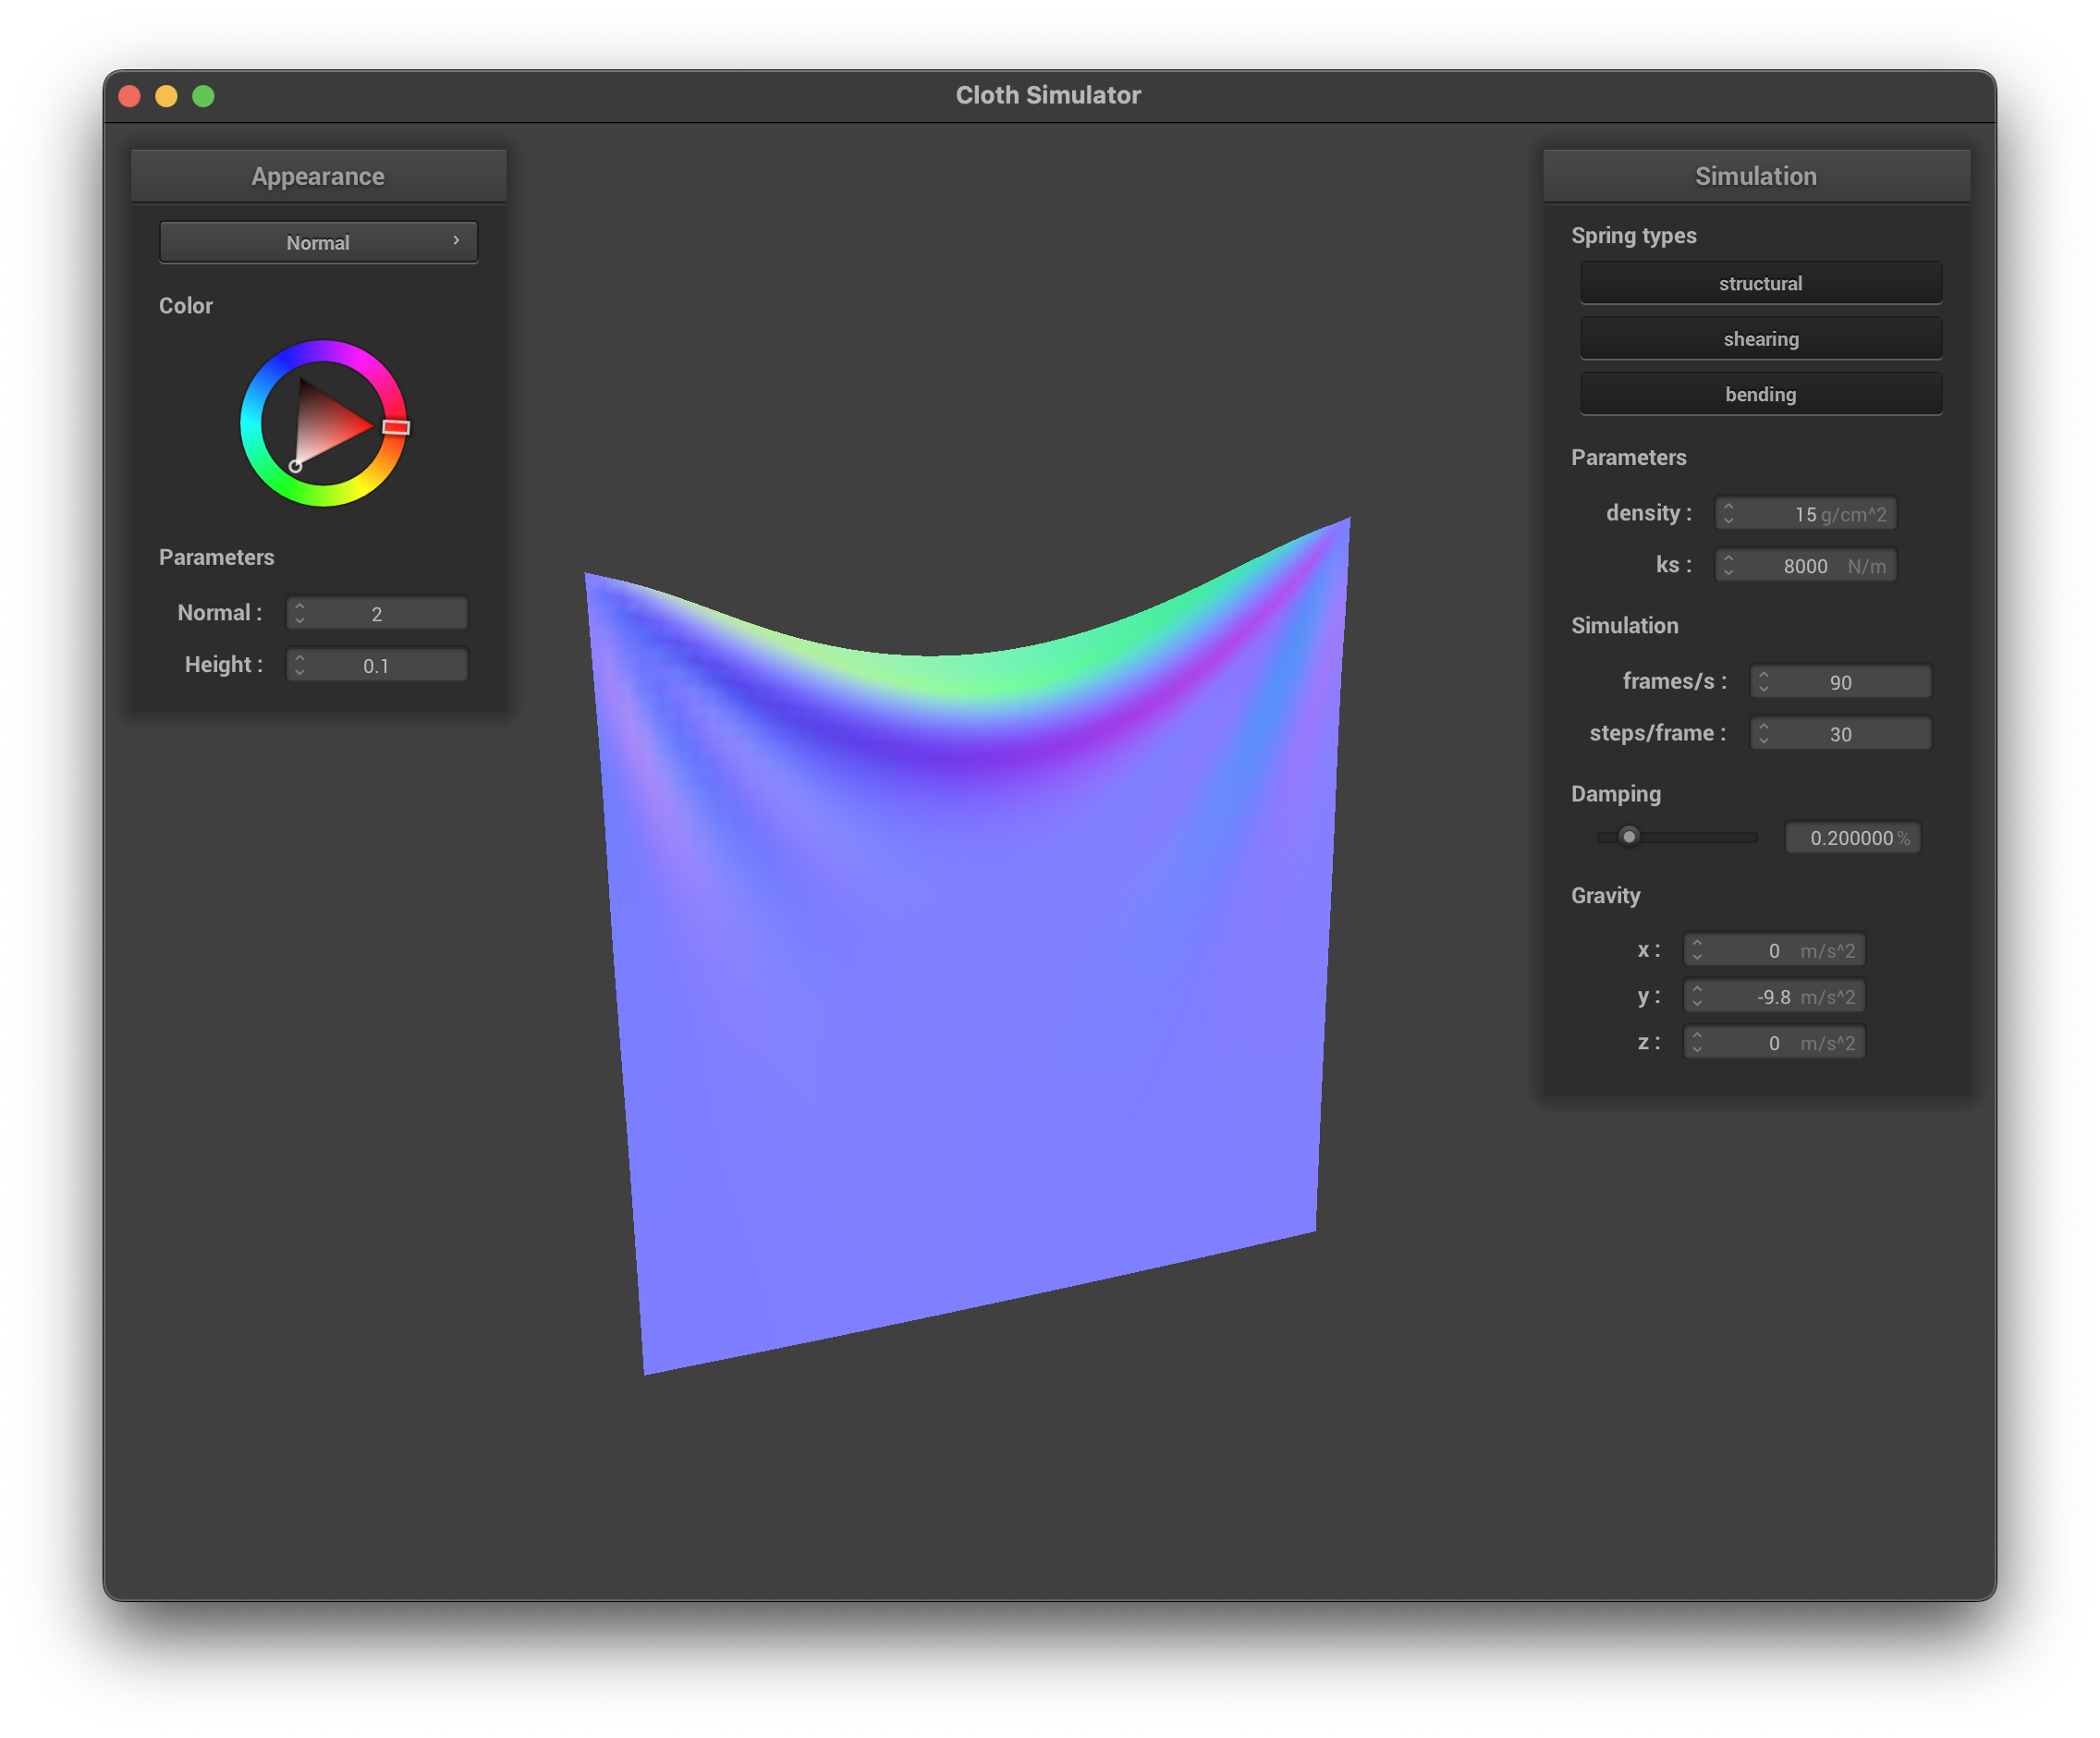 Cloth Simulator
Appearance
Normal
Color
Parameters
Normal : 2
Height : 0.1
Simulation
Spring types
structural
shearing
bending
Parameters
density : 15 g/cm^2
ks : 8000 N/m
Simulation
frames/s : 90
steps/frame : 30
Damping
0.200000 %
Gravity
x : 0 m/s^2
y : -9.8 m/s^2
z : 0 m/s^2